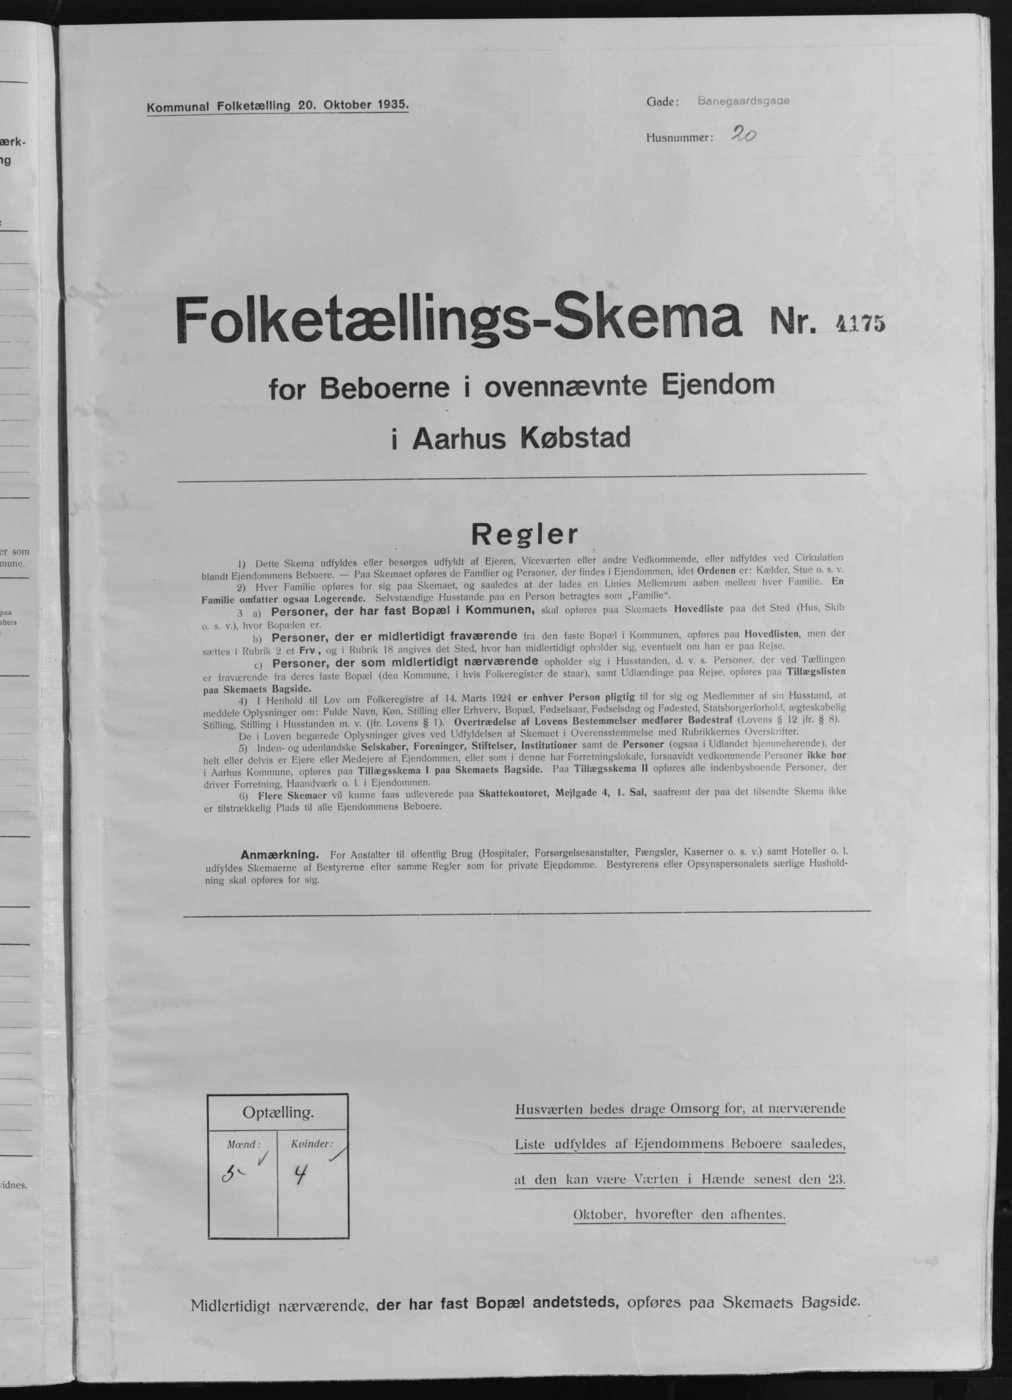 ærk-
ng
er som
mune.
paa
sbers
vidnes.
Kommunal Folketælling 20. Oktober 1935.
Gade: Banegaardsgade
Husnummer: 20
Folketællings-Skema Nr. 4175
for Beboerne i ovennævnte Ejendom
i Aarhus Købstad
Regler
1) Dette Skema udfyldes eller besørges udfyldt af Ejeren, Viceværten eller andre Vedkommende, eller udfyldes ved Cirkulation
blandt Ejendommens Beboere. — Paa Skemaet opføres de Familier og Personer, der findes i Ejendommen, idet Ordenen er: Kælder, Stue o. s. v.
2) Hver Familie opføres for sig paa Skemaet, og saaledes at der lades en Linies Mellemrum aaben mellem hver Familie. En
Familie omfatter ogsaa Logerende. Selvstændige Husstande paa en Person betragtes som „Familie“.
3 a) Personer, der har fast Bopæl i Kommunen, skal opføres paa Skemaets Hovedliste paa det Sted (Hus, Skib
o. s. v.), hvor Bopælen er.
b) Personer, der er midlertidigt fraværende fra den faste Bopæl i Kommunen, opføres paa Hovedlisten, men der
sættes i Rubrik 2 et Frv., og i Rubrik 18 angives det Sted, hvor han midlertidigt opholder sig, eventuelt om han er paa Rejse.
c) Personer, der som midlertidigt nærværende opholder sig i Husstanden, d. v. s. Personer, der ved Tællingen
er fraværende fra deres faste Bopæl (den Kommune, i hvis Folkeregister de staar), samt Udlændinge paa Rejse, opføres paa Tillægslisten
paa Skemaets Bagside.
4) I Henhold til Lov om Folkeregistre af 14. Marts 1924 er enhver Person pligtig til for sig og Medlemmer af sin Husstand, at
meddele Oplysninger om: Fulde Navn, Køn, Stilling eller Erhverv, Bopæl, Fødselsaar, Fødselsdag og Fødested, Statsborgerforhold, ægteskabelig
Stilling, Stilling i Husstanden m. v. (jfr. Lovens § 1). Overtrædelse af Lovens Bestemmelser medfører Bødestraf (Lovens § 12 jfr. § 8).
De i Loven begærede Oplysninger gives ved Udfyldelsen af Skemaet i Overensstemmelse med Rubrikkernes Overskrifter.
5) Inden- og udenlandske Selskaber, Foreninger, Stiftelser, Institutioner samt de Personer (ogsaa i Udlandet hjemmehørende), der
helt eller delvis er Ejere eller Medejere af Ejendommen, eller som i denne har Forretningslokale, forsaavidt vedkommende Personer ikke bor
i Aarhus Kommune, opføres paa Tillægsskema I paa Skemaets Bagside. Paa Tillægsskema II opføres alle indenbysboende Personer, der
driver Forretning, Haandværk o. l. i Ejendommen.
6) Flere Skemaer vil kunne faas udleverede paa Skattekontoret, Mejlgade 4, 1. Sal, saafremt der paa det tilsendte Skema ikke
er tilstrækkelig Plads til alle Ejendommens Beboere.
Anmærkning. For Anstalter til offentlig Brug (Hospitaler, Forsørgelsesanstalter, Fængsler, Kaserner o. s. v.) samt Hoteller o. l.
udfyldes Skemaerne af Bestyrerne efter samme Regler som for private Ejendomme. Bestyrerens eller Opsynspersonalets særlige Hushold-
ning skal opføres for sig.
Optælling.
Mænd: Kvinder:
5 4
Husværten bedes drage Omsorg for, at nærværende
Liste udfyldes af Ejendommens Beboere saaledes,
at den kan være Værten i Hænde senest den 23.
Oktober, hvorefter den afhentes.
Midlertidigt nærværende, der har fast Bopæl andetsteds, opføres paa Skemaets Bagside.